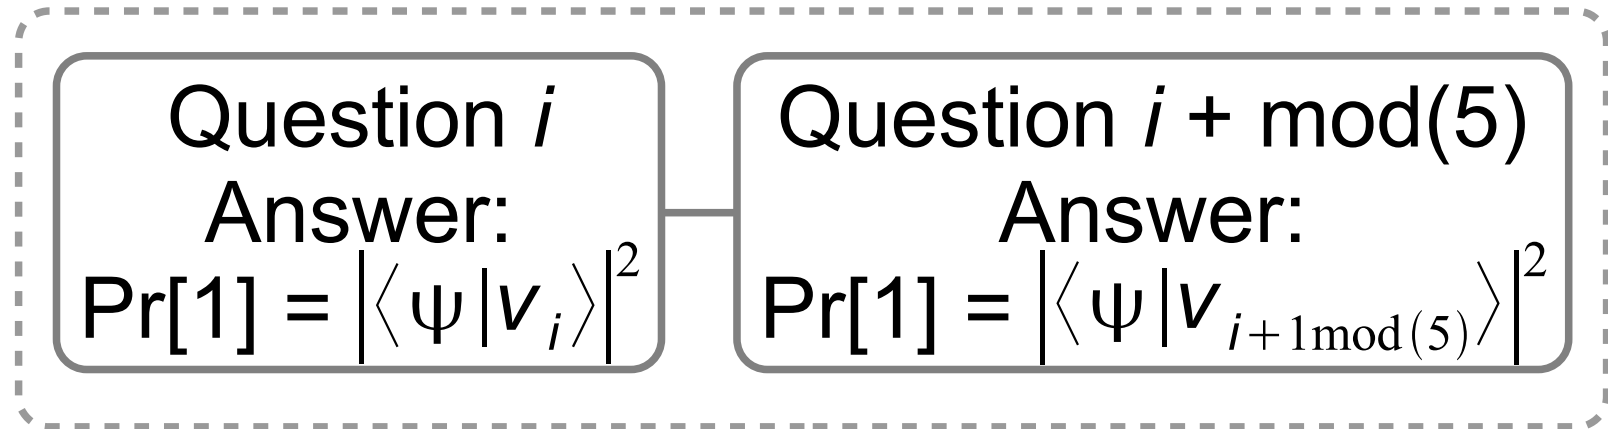 Question i
Answer:
Pr[1] = |⟨ψ|v_i⟩|²
Question i + mod(5)
Answer:
Pr[1] = |⟨ψ|v_{i+1mod(5)}⟩|²